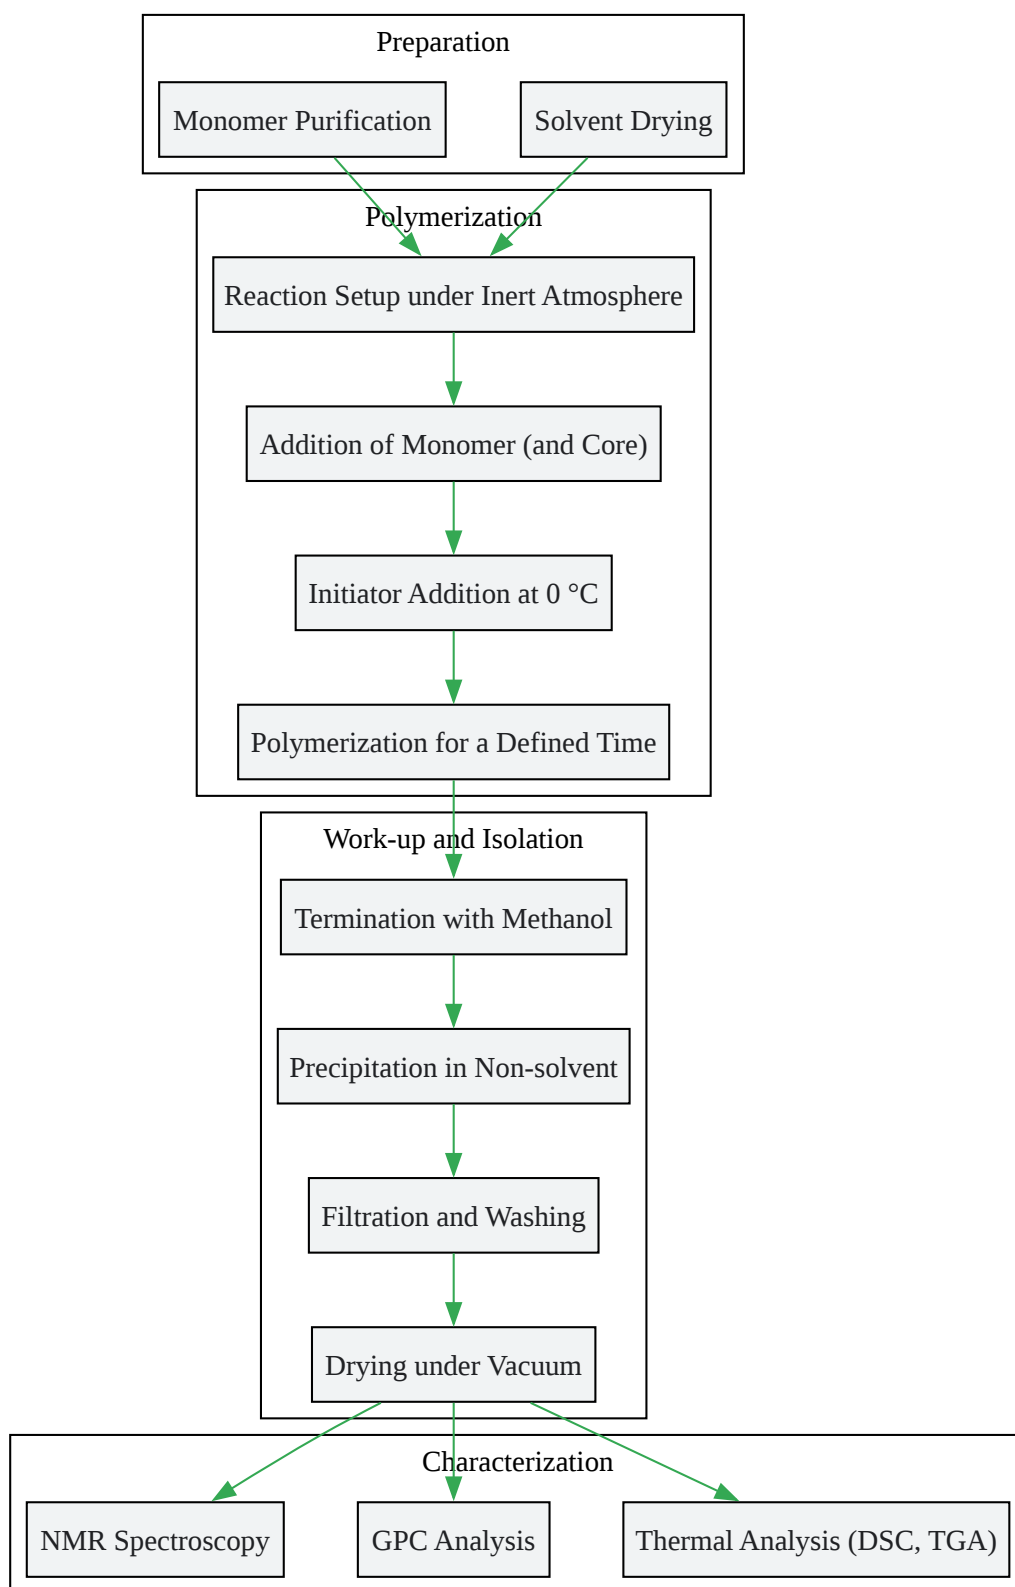 Preparation
Monomer Purification
Solvent Drying
Polymerization
Reaction Setup under Inert Atmosphere
Addition of Monomer (and Core)
Initiator Addition at 0 °C
Polymerization for a Defined Time
Work-up and Isolation
Termination with Methanol
Precipitation in Non-solvent
Filtration and Washing
Drying under Vacuum
Characterization
NMR Spectroscopy
GPC Analysis
Thermal Analysis (DSC, TGA)